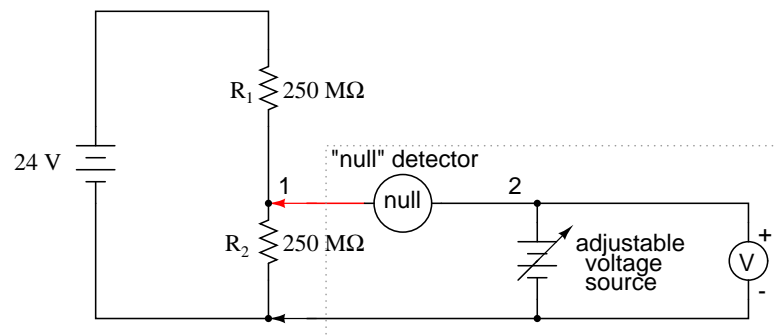 R1 250 MΩ
24 V
"null" detector
1
null
2
R2 250 MΩ
adjustable
voltage
source
+
V
-